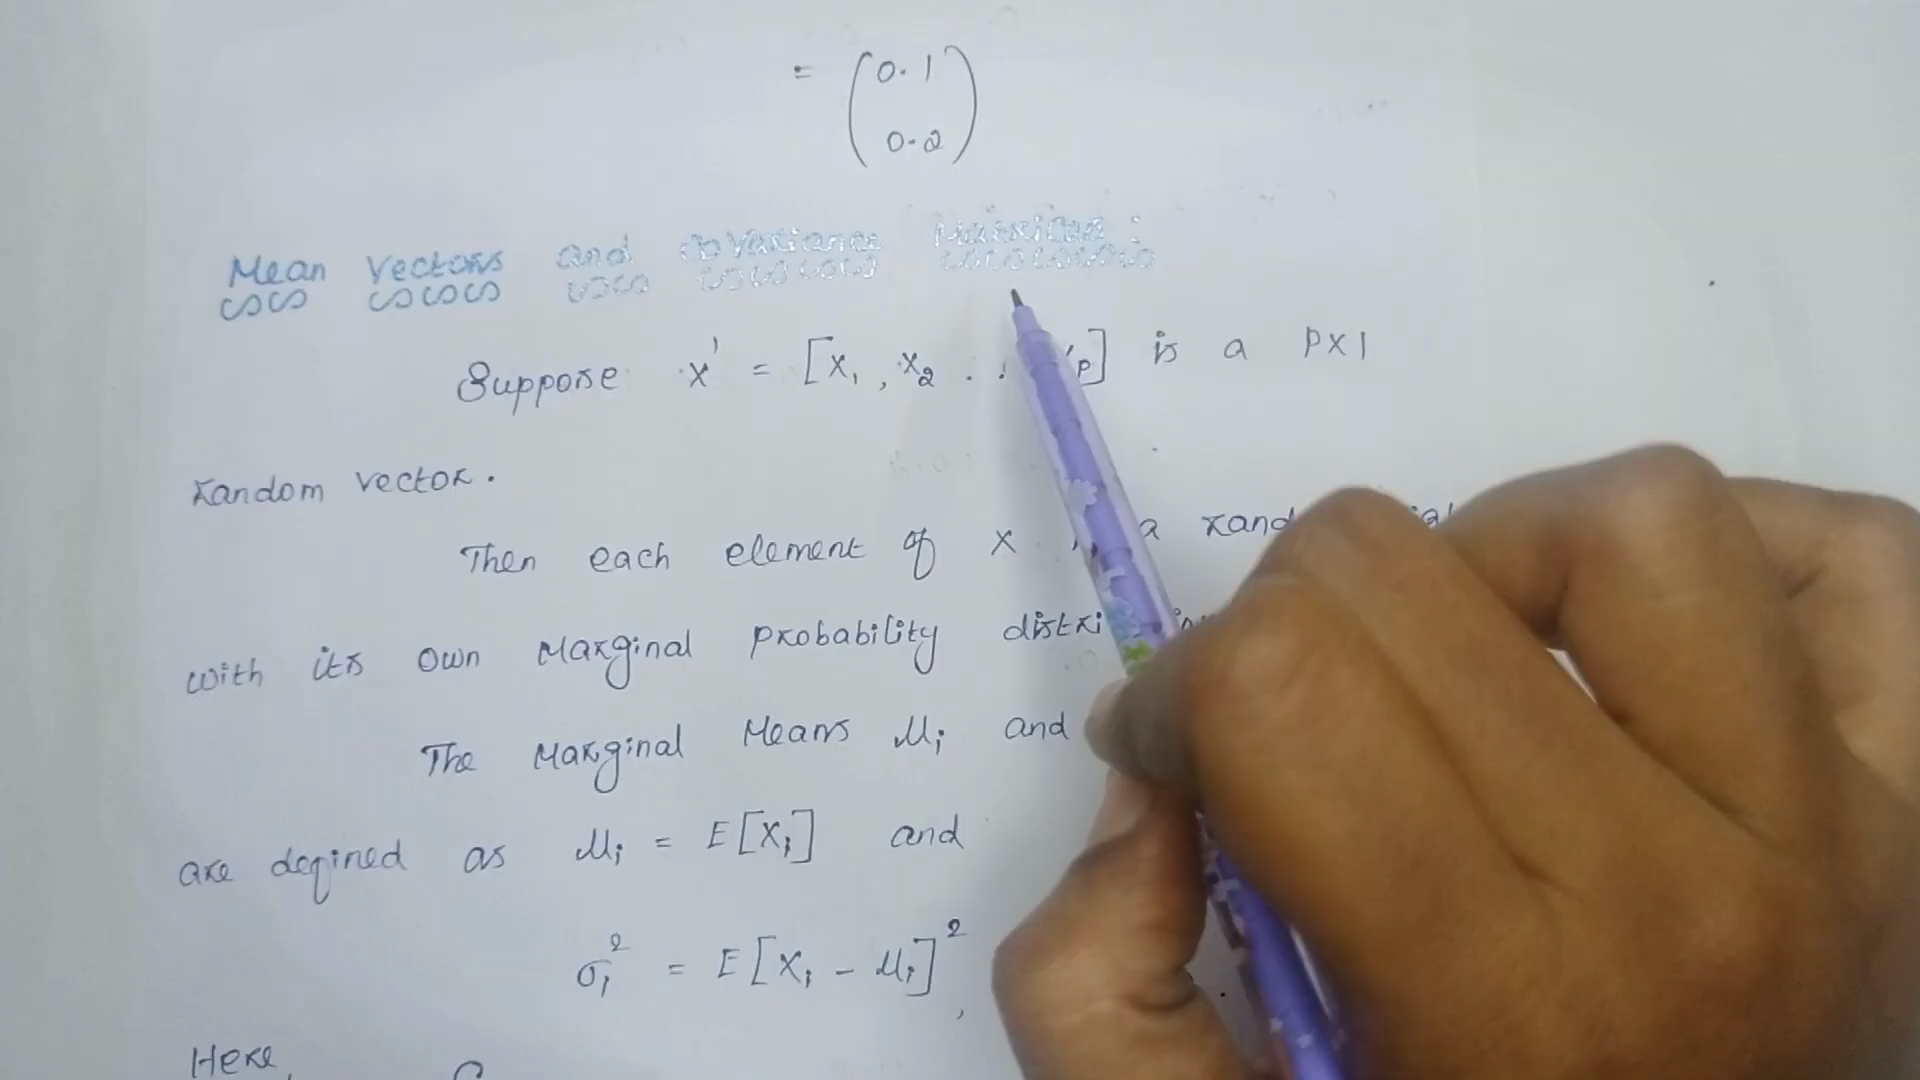 = (0.1
0.2)
Mean Vectors and Covariance Matrices :
Suppose x' = [x₁, x₂ . . p] is a p×1
random vector.
Then each element of x a
with its own Marginal probability
The Marginal Means μᵢ and
are defined as μᵢ = E[xᵢ] and
σᵢ² = E[xᵢ - μᵢ]²,
Here,